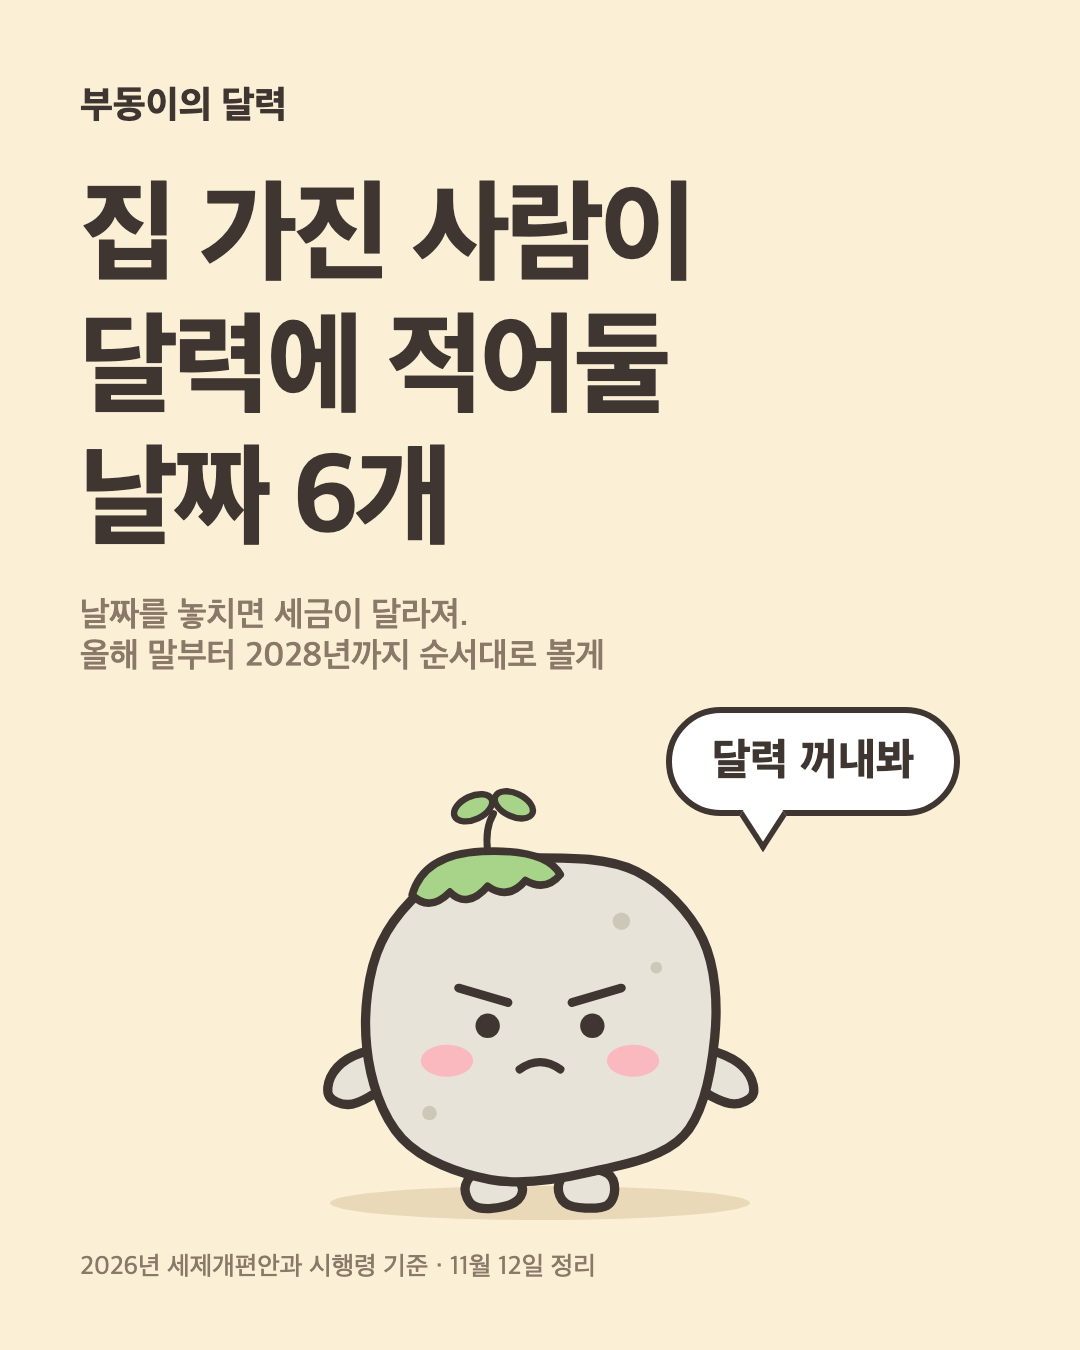 부동이의 달력
집 가진 사람이
달력에 적어둘
날짜 6개
날짜를 놓치면 세금이 달라져.
올해 말부터 2028년까지 순서대로 볼게
달력 꺼내봐
2026년 세제개편안과 시행령 기준 · 11월 12일 정리